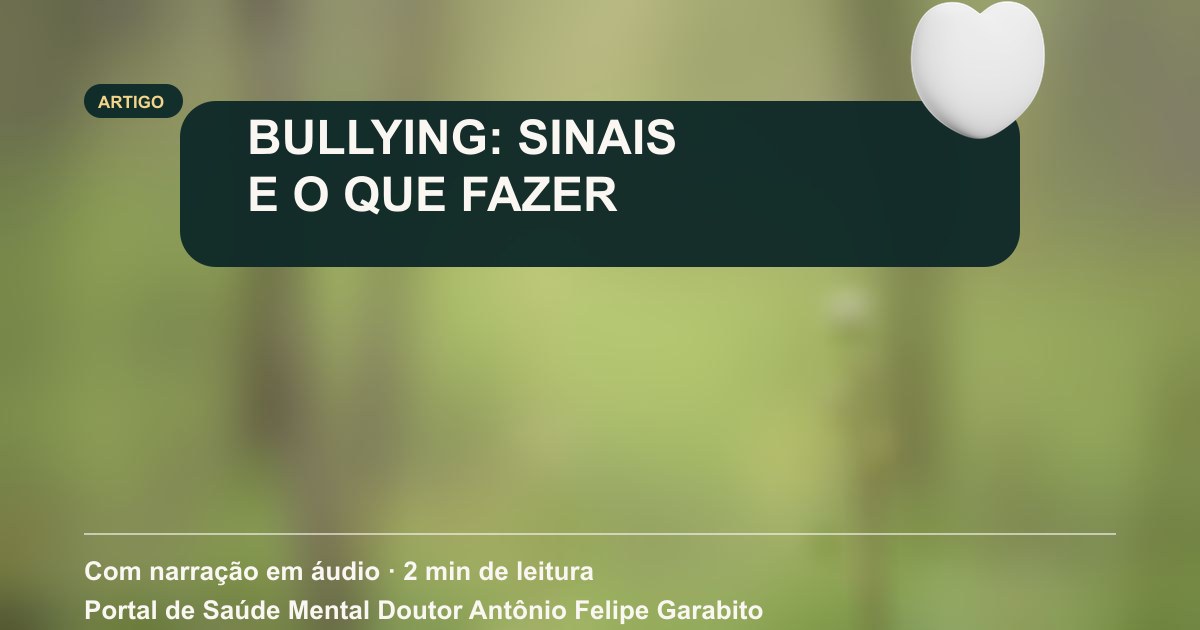 ARTIGO
BULLYING: SINAIS
E O QUE FAZER
Com narração em áudio · 2 min de leitura
Portal de Saúde Mental Doutor Antônio Felipe Garabito